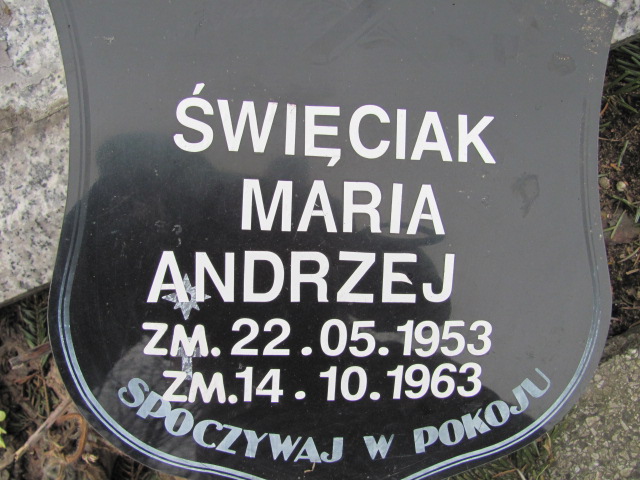 ŚWIĘCIAK
MARIA
ANDRZEJ
ZM. 22.05.1953
ZM. 14.10.1963
SPOCZYWAJ W POKOJU